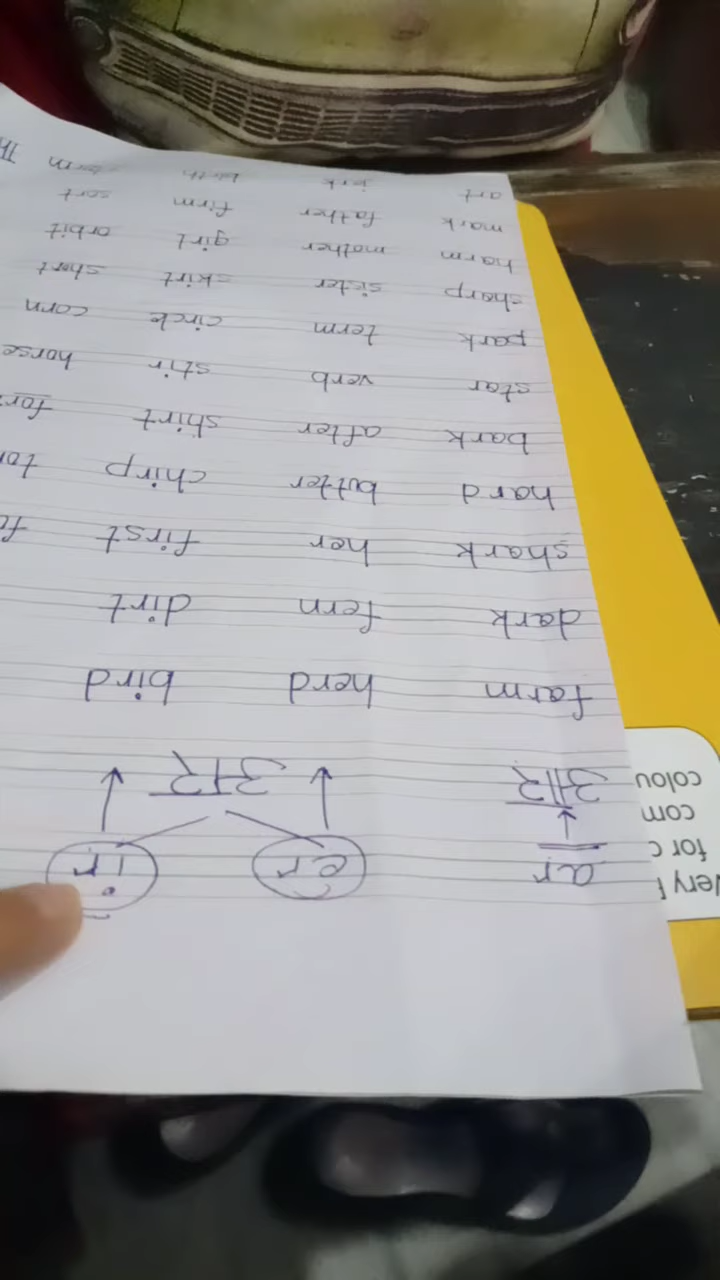 ar er ir
आर अर
farm herd bird
dark fern dirt
shark her first
hard butter chirp
bark after shirt
star verb stir horse
park term circle corn
sharp sister skirt short
harm mother girl orbit
mark father firm sort
art birth
Very
for
com
colou